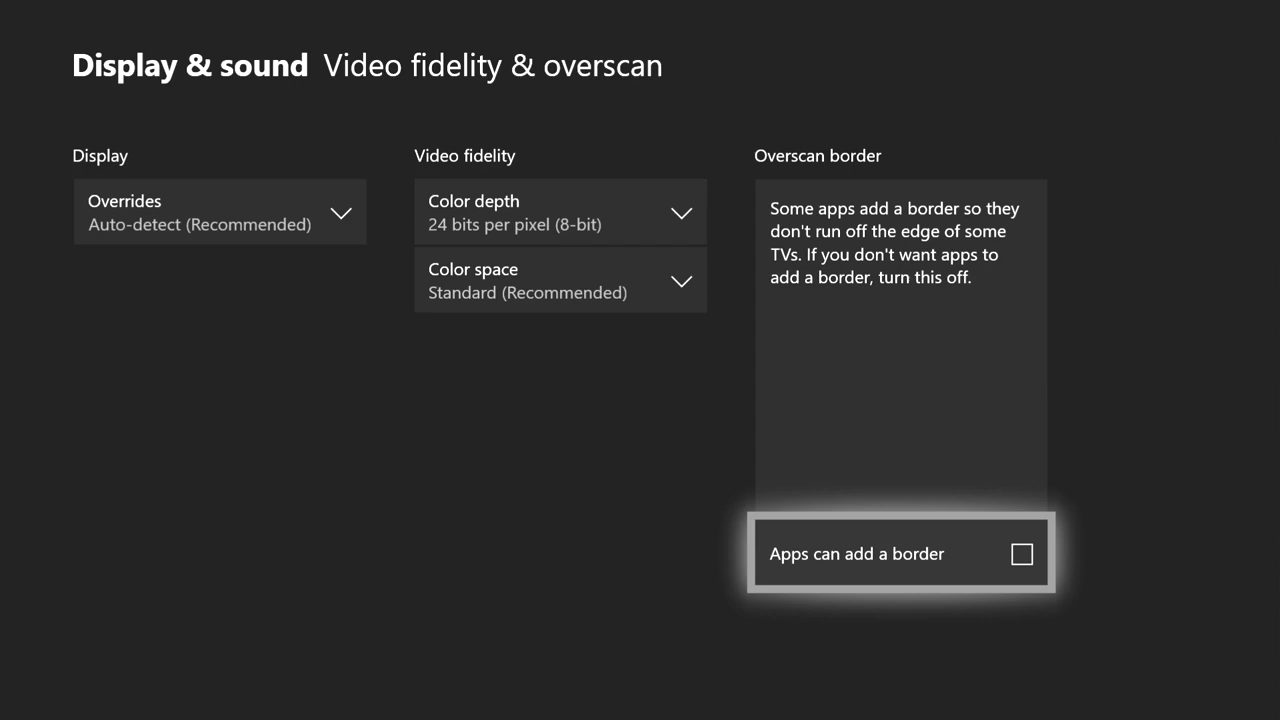 Display & sound Video fidelity & overscan
Display
Overrides
Auto-detect (Recommended)
Video fidelity
Color depth
24 bits per pixel (8-bit)
Color space
Standard (Recommended)
Overscan border
Some apps add a border so they
don't run off the edge of some
TVs. If you don't want apps to
add a border, turn this off.
Apps can add a border